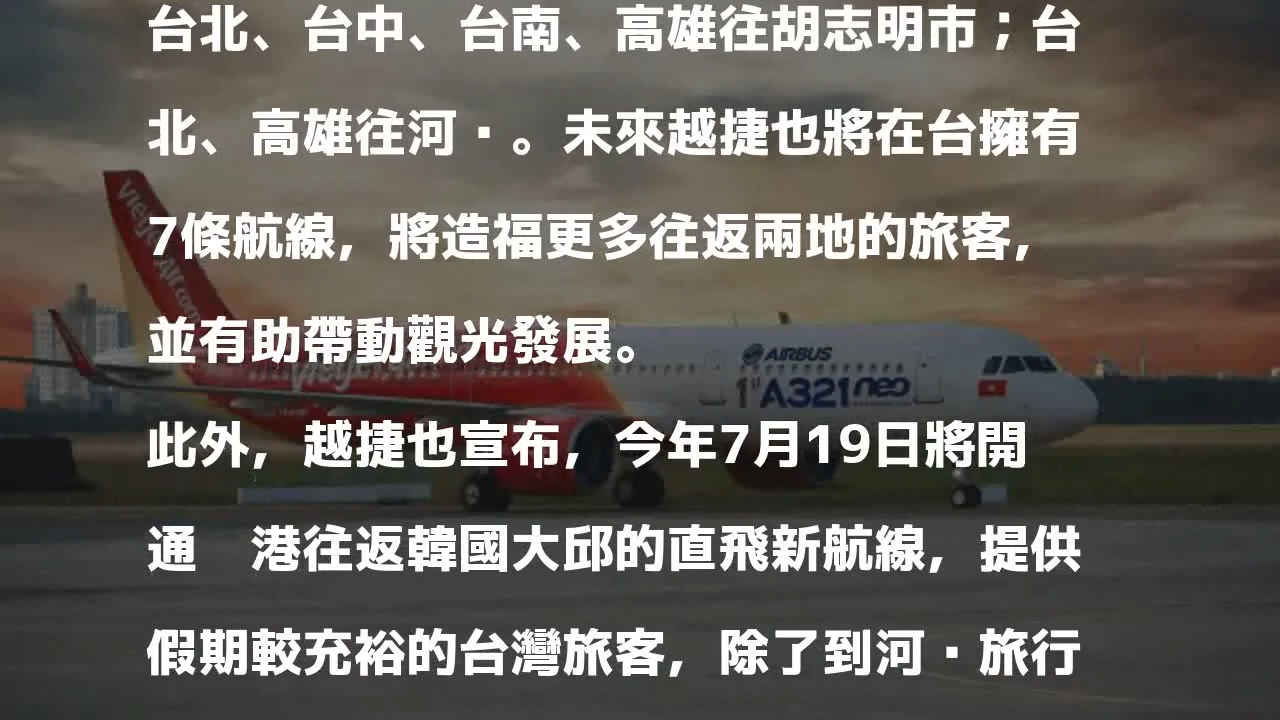 台北、台中、台南、高雄往胡志明市；台
北、高雄往河▪。未來越捷也將在台擁有
7條航線，將造福更多往返兩地的旅客，
並有助帶動觀光發展。
此外，越捷也宣布，今年7月19日將開
通　港往返韓國大邱的直飛新航線，提供
假期較充裕的台灣旅客，除了到河▪旅行
VietjetAir.com
AIRBUS
A321neo